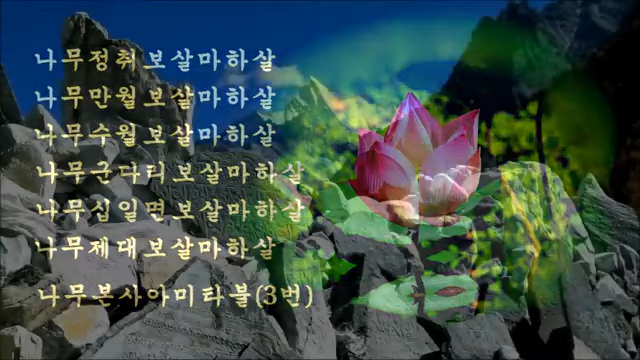 나무정취보살마하살
나무만월보살마하살
나무수월보살마하살
나무군다리보살마하살
나무십일면보살마하살
나무제대보살마하살
나무본사아미타불(3번)